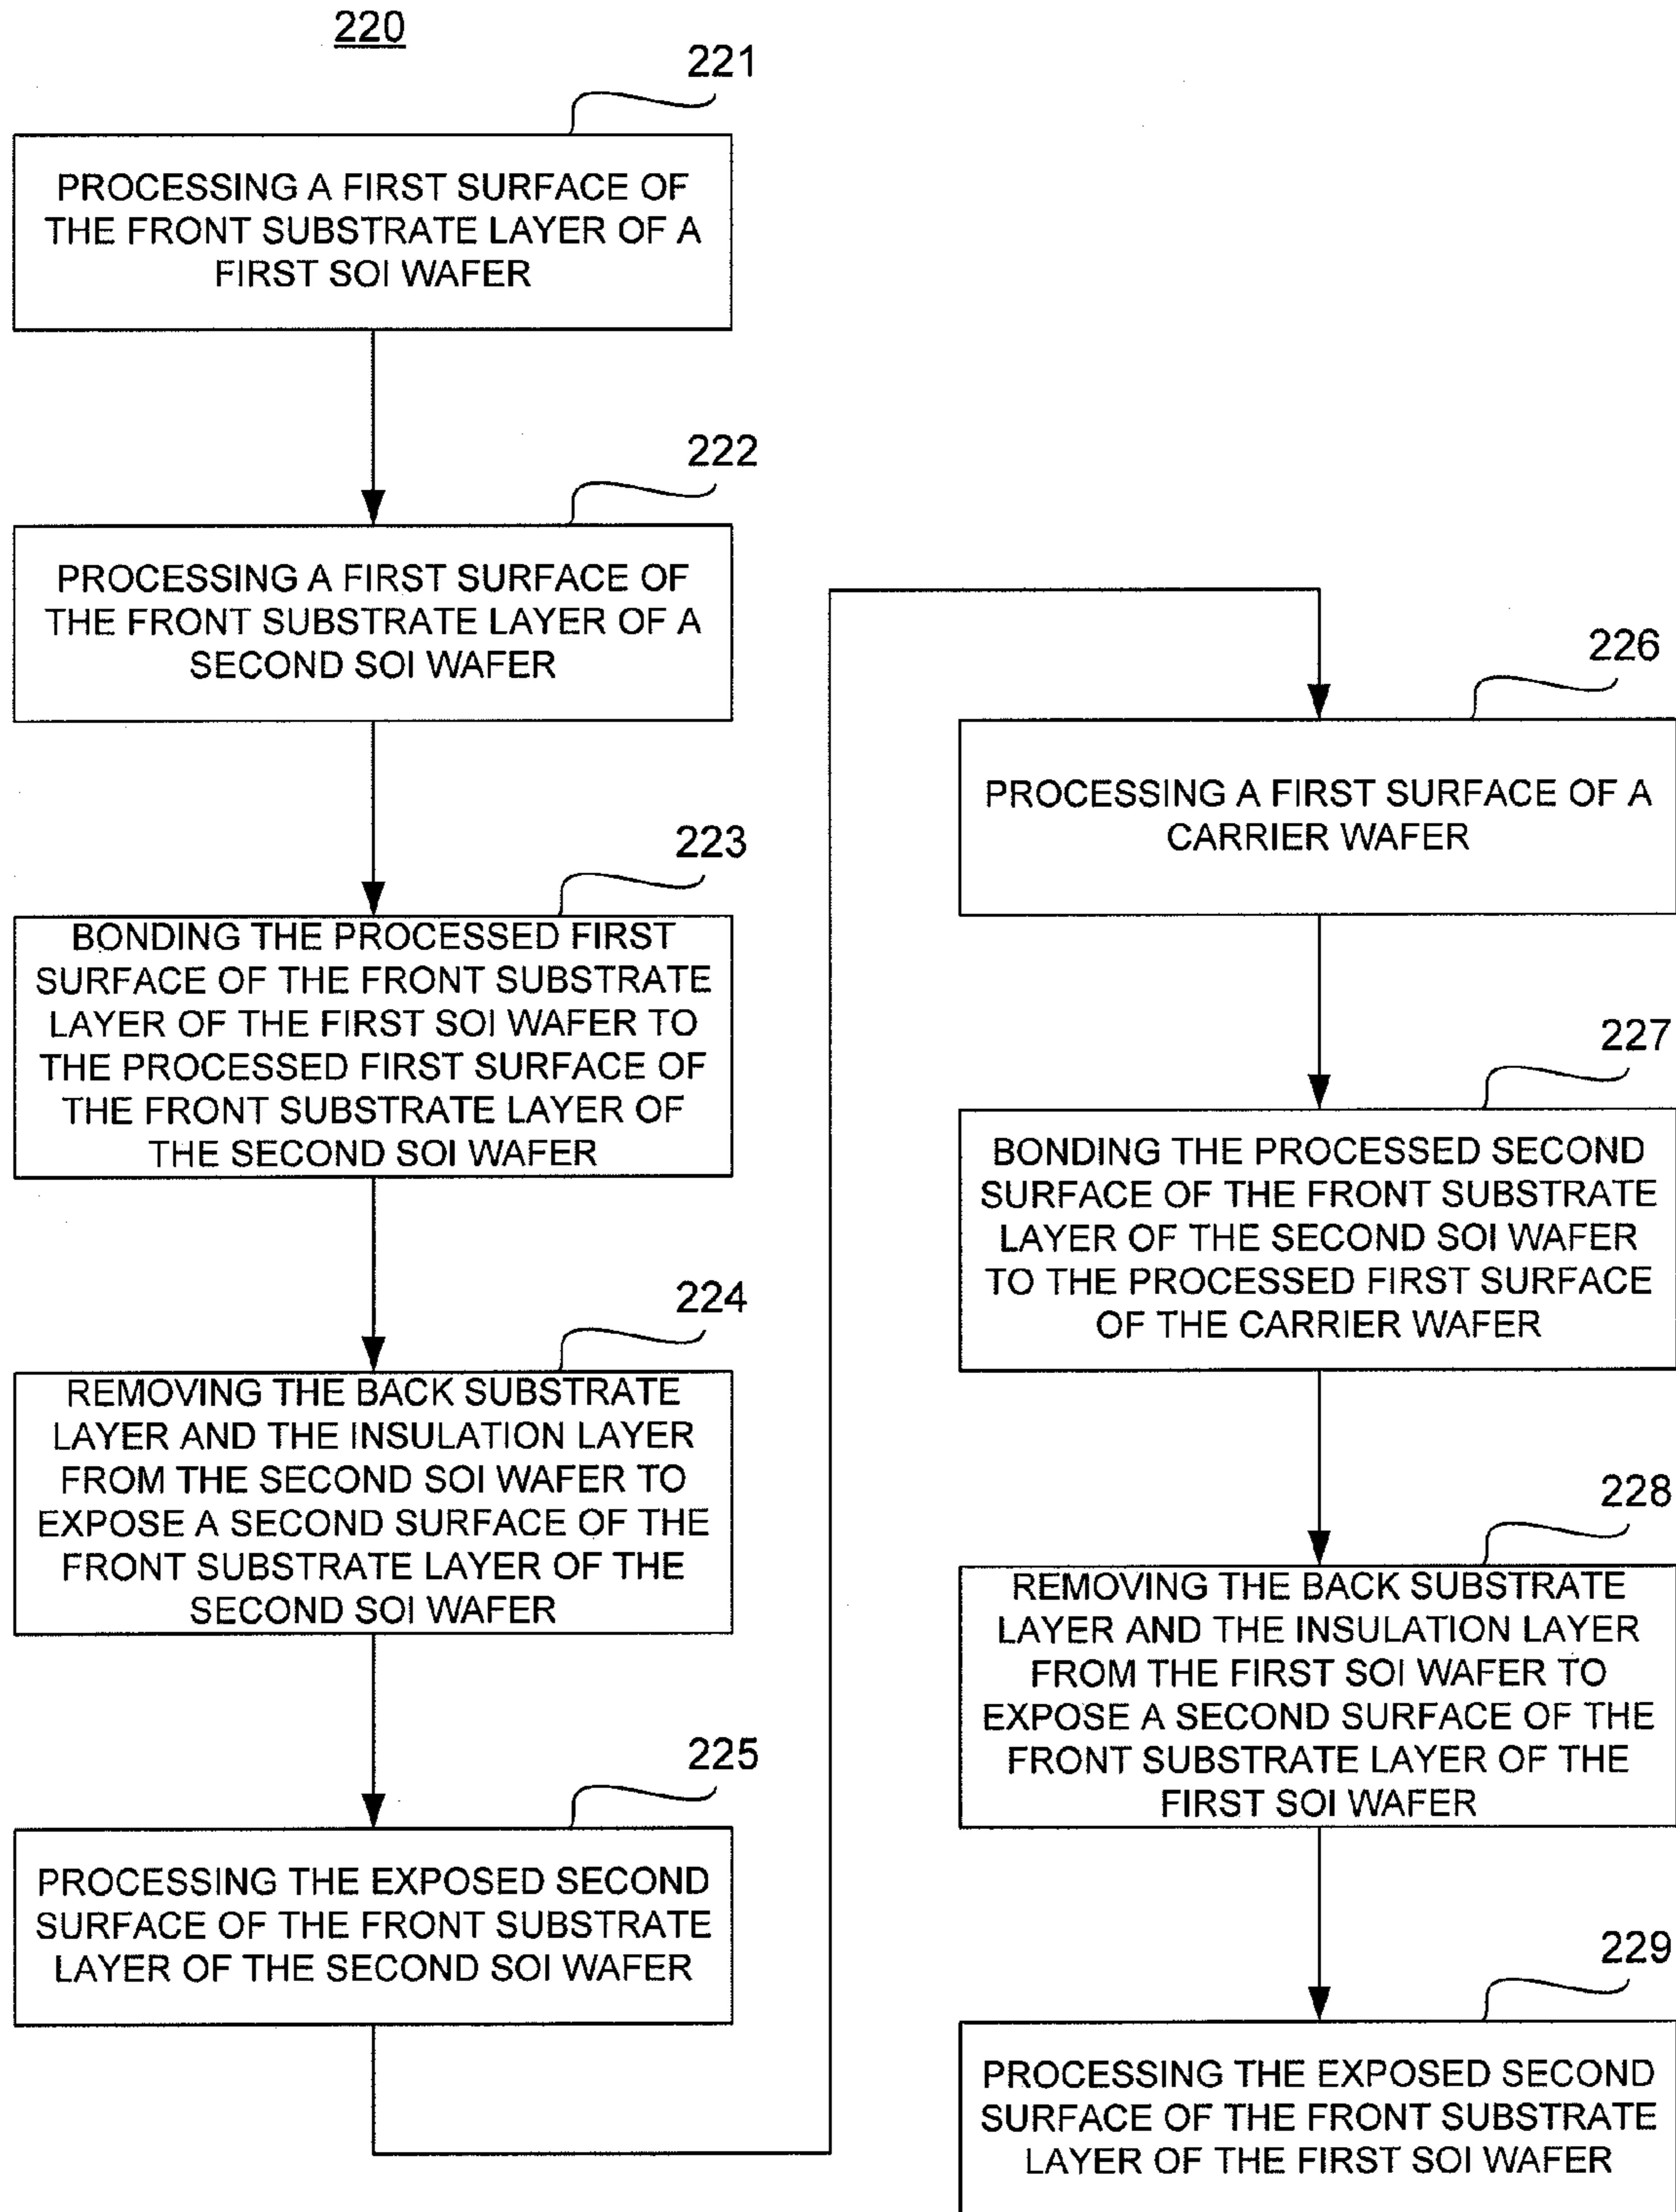 220
221
PROCESSING A FIRST SURFACE OF
THE FRONT SUBSTRATE LAYER OF A
FIRST SOI WAFER
222
PROCESSING A FIRST SURFACE OF
THE FRONT SUBSTRATE LAYER OF A
SECOND SOI WAFER
223
BONDING THE PROCESSED FIRST
SURFACE OF THE FRONT SUBSTRATE
LAYER OF THE FIRST SOI WAFER TO
THE PROCESSED FIRST SURFACE OF
THE FRONT SUBSTRATE LAYER OF
THE SECOND SOI WAFER
224
REMOVING THE BACK SUBSTRATE
LAYER AND THE INSULATION LAYER
FROM THE SECOND SOI WAFER TO
EXPOSE A SECOND SURFACE OF THE
FRONT SUBSTRATE LAYER OF THE
SECOND SOI WAFER
225
PROCESSING THE EXPOSED SECOND
SURFACE OF THE FRONT SUBSTRATE
LAYER OF THE SECOND SOI WAFER
226
PROCESSING A FIRST SURFACE OF A
CARRIER WAFER
227
BONDING THE PROCESSED SECOND
SURFACE OF THE FRONT SUBSTRATE
LAYER OF THE SECOND SOI WAFER
TO THE PROCESSED FIRST SURFACE
OF THE CARRIER WAFER
228
REMOVING THE BACK SUBSTRATE
LAYER AND THE INSULATION LAYER
FROM THE FIRST SOI WAFER TO
EXPOSE A SECOND SURFACE OF THE
FRONT SUBSTRATE LAYER OF THE
FIRST SOI WAFER
229
PROCESSING THE EXPOSED SECOND
SURFACE OF THE FRONT SUBSTRATE
LAYER OF THE FIRST SOI WAFER